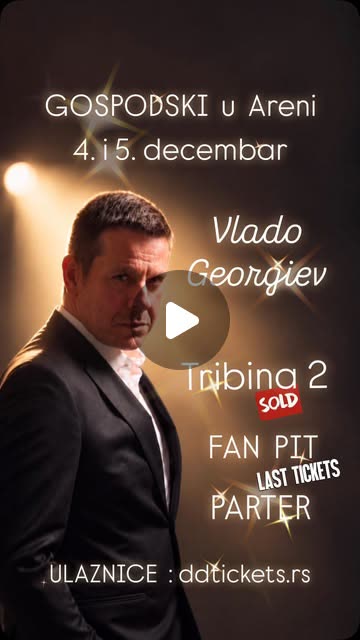 GOSPODSKI u Areni
4. i 5. decembar
Vlado
Georgiev
Tribina 2
SOLD
FAN PIT
LAST TICKETS
PARTER
ULAZNICE : ddtickets.rs